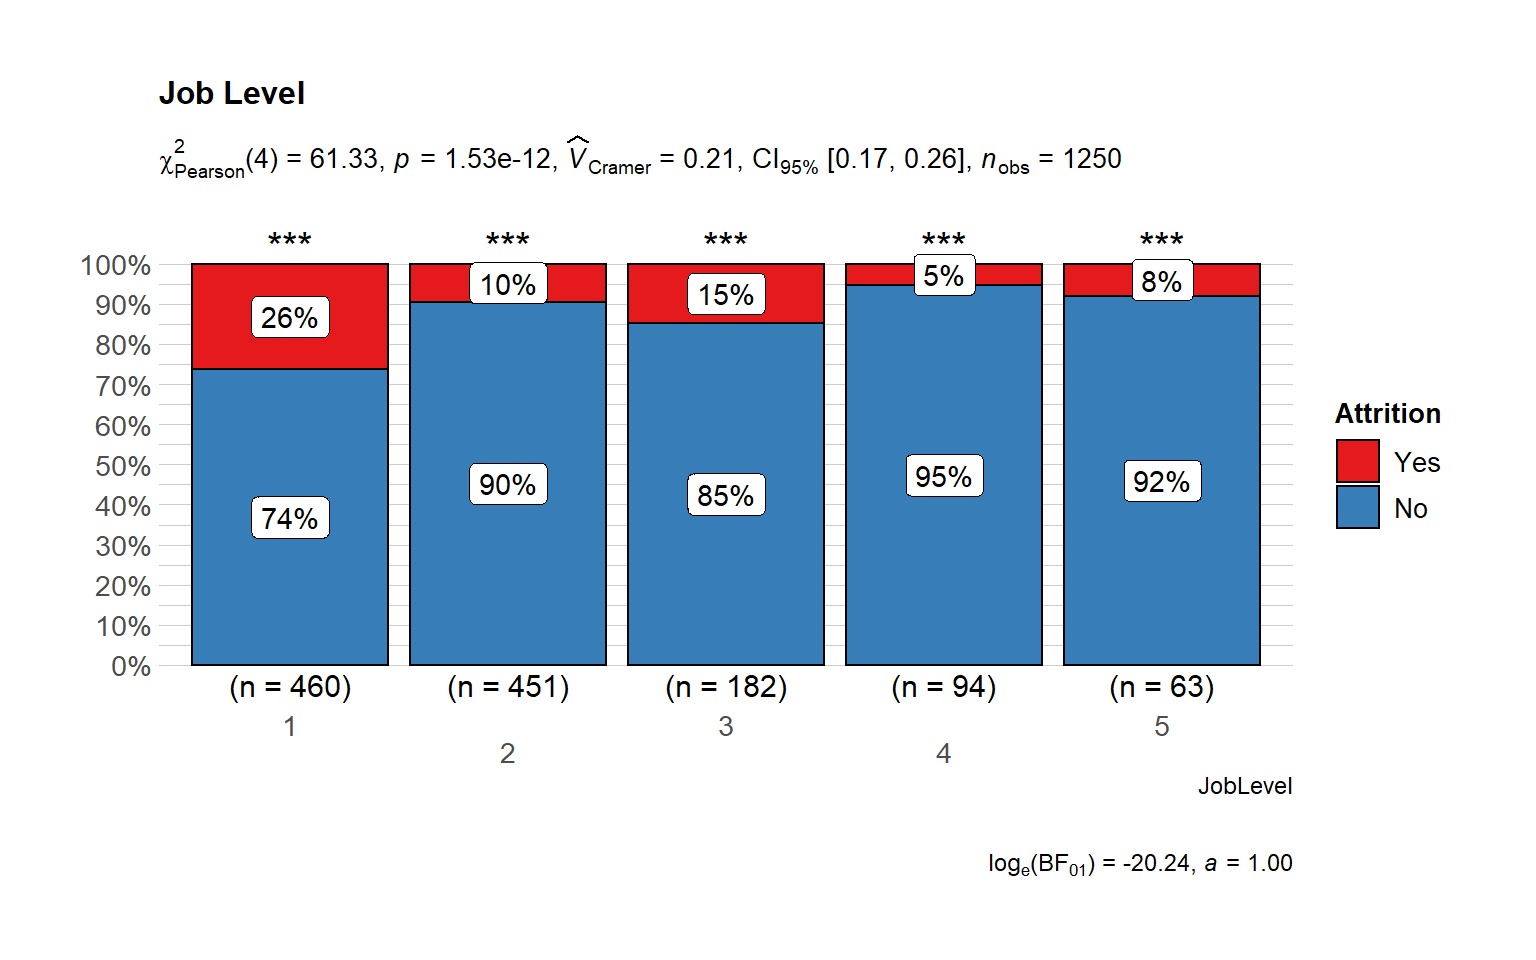 Job Level
χ²Pearson(4) = 61.33, p = 1.53e-12, V̂Cramer = 0.21, CI95% [0.17, 0.26], nobs = 1250
*** *** *** *** ***
100%
90%
80%
70%
60%
50%
40%
30%
20%
10%
0%
26% 10% 15% 5% 8%
74% 90% 85% 95% 92%
(n = 460) (n = 451) (n = 182) (n = 94) (n = 63)
1 3 5
2 4
JobLevel
Attrition
Yes
No
loge(BF01) = -20.24, a = 1.00